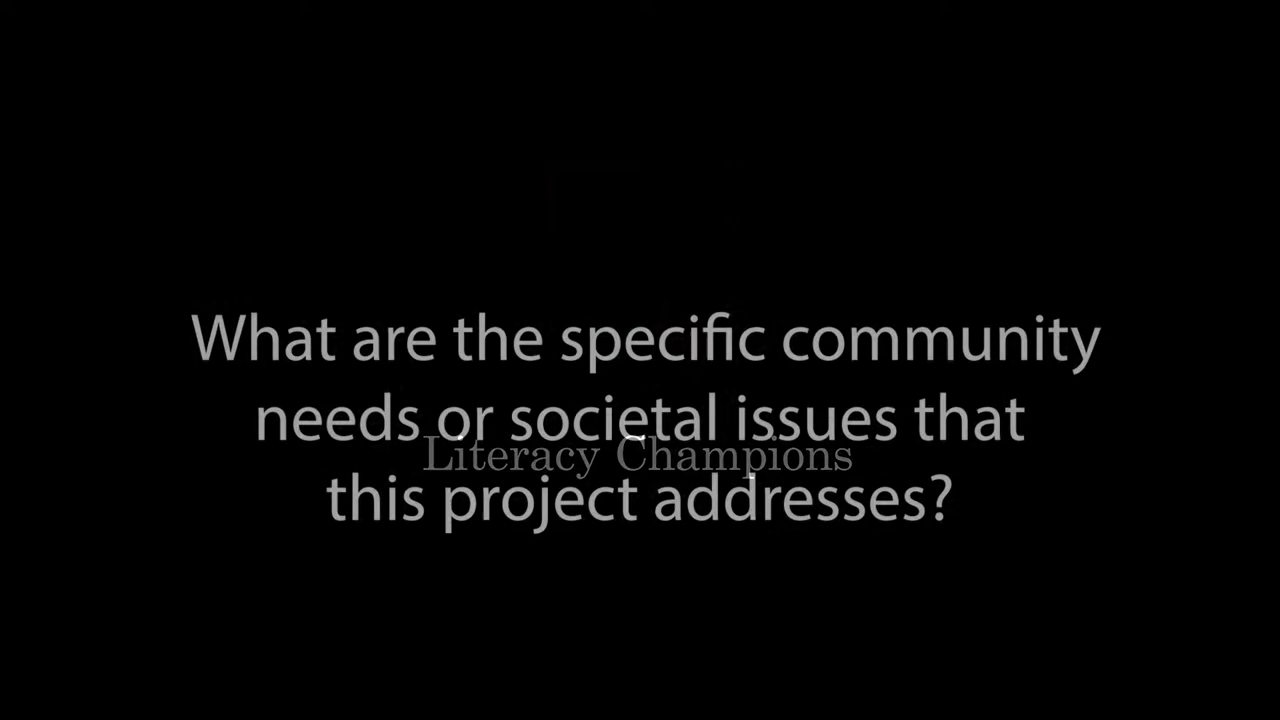 What are the specific community
needs or societal issues that
Literacy Champions
this project addresses?